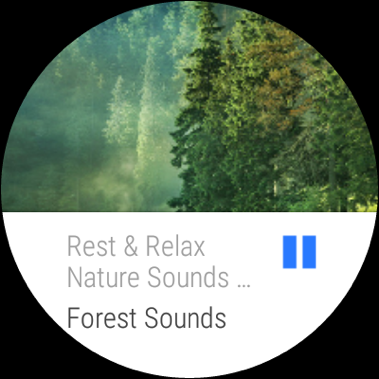 Rest & Relax
Nature Sounds ...
Forest Sounds